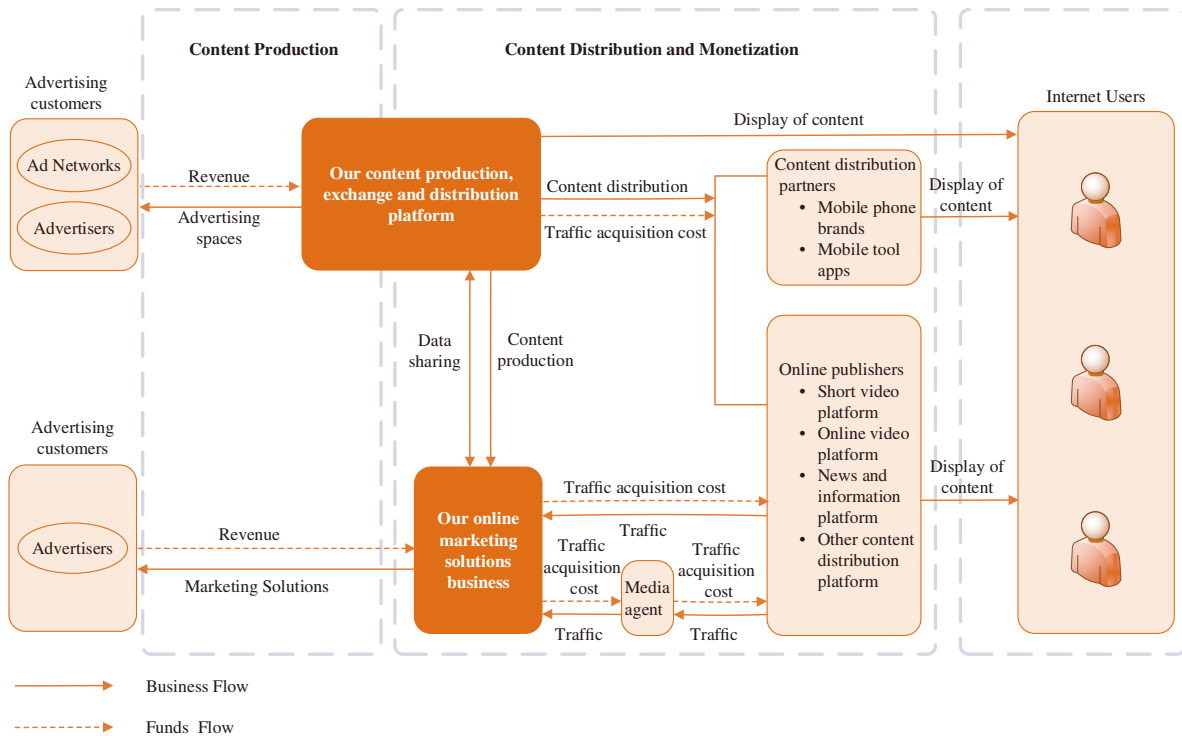 Content Production
Content Distribution and Monetization
Advertising
customers
Ad Networks
Advertisers
Revenue
Advertising
spaces
Our content production,
exchange and distribution
platform
Display of content
Content distribution
Traffic acquisition cost
Content distribution
partners
• Mobile phone
brands
• Mobile tool
apps
Display of
content
Internet Users
Data
sharing
Content
production
Online publishers
• Short video
platform
• Online video
platform
• News and
information
platform
• Other content
distribution
platform
Display of
content
Advertising
customers
Advertisers
Revenue
Marketing Solutions
Our online
marketing
solutions
business
Traffic acquisition cost
Traffic
Traffic
acquisition
cost
Media
agent
Traffic
acquisition
cost
Traffic
Traffic
Business Flow
Funds Flow